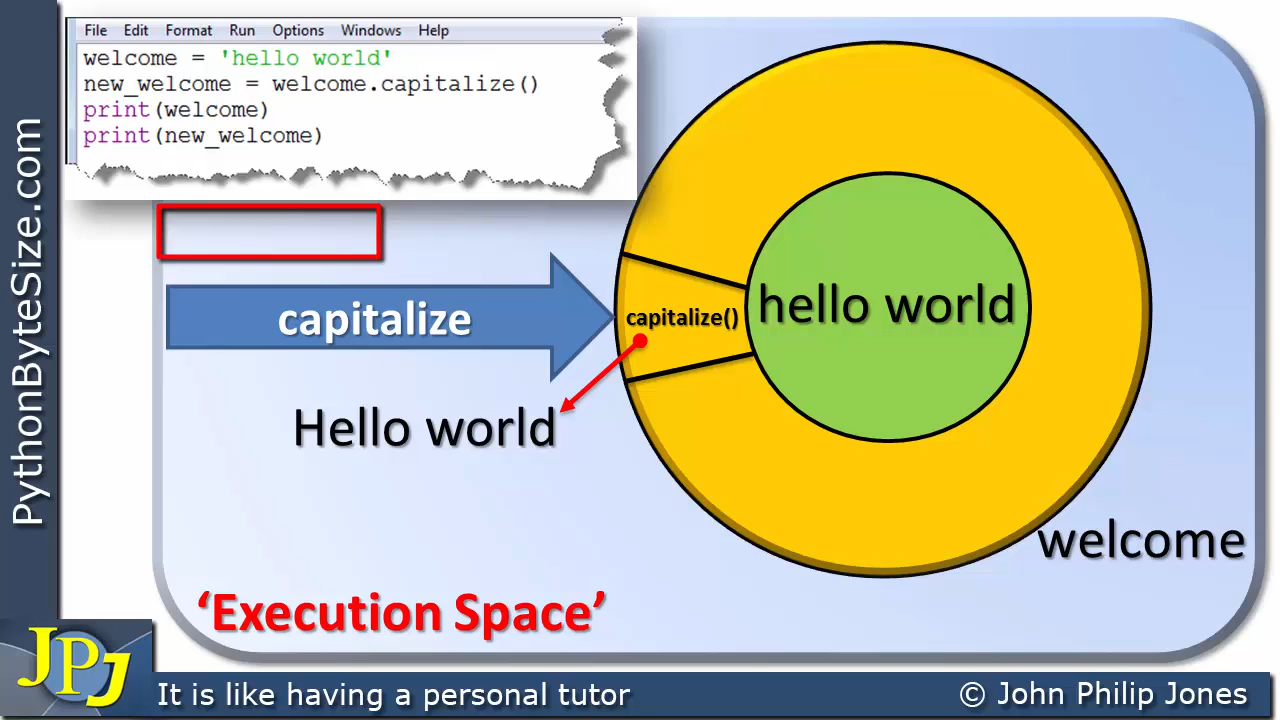 File Edit Format Run Options Windows Help
welcome = 'hello world'
new_welcome = welcome.capitalize()
print(welcome)
print(new_welcome)
capitalize
capitalize()
hello world
Hello world
welcome
‘Execution Space’
PythonByteSize.com
JPJ
It is like having a personal tutor
© John Philip Jones